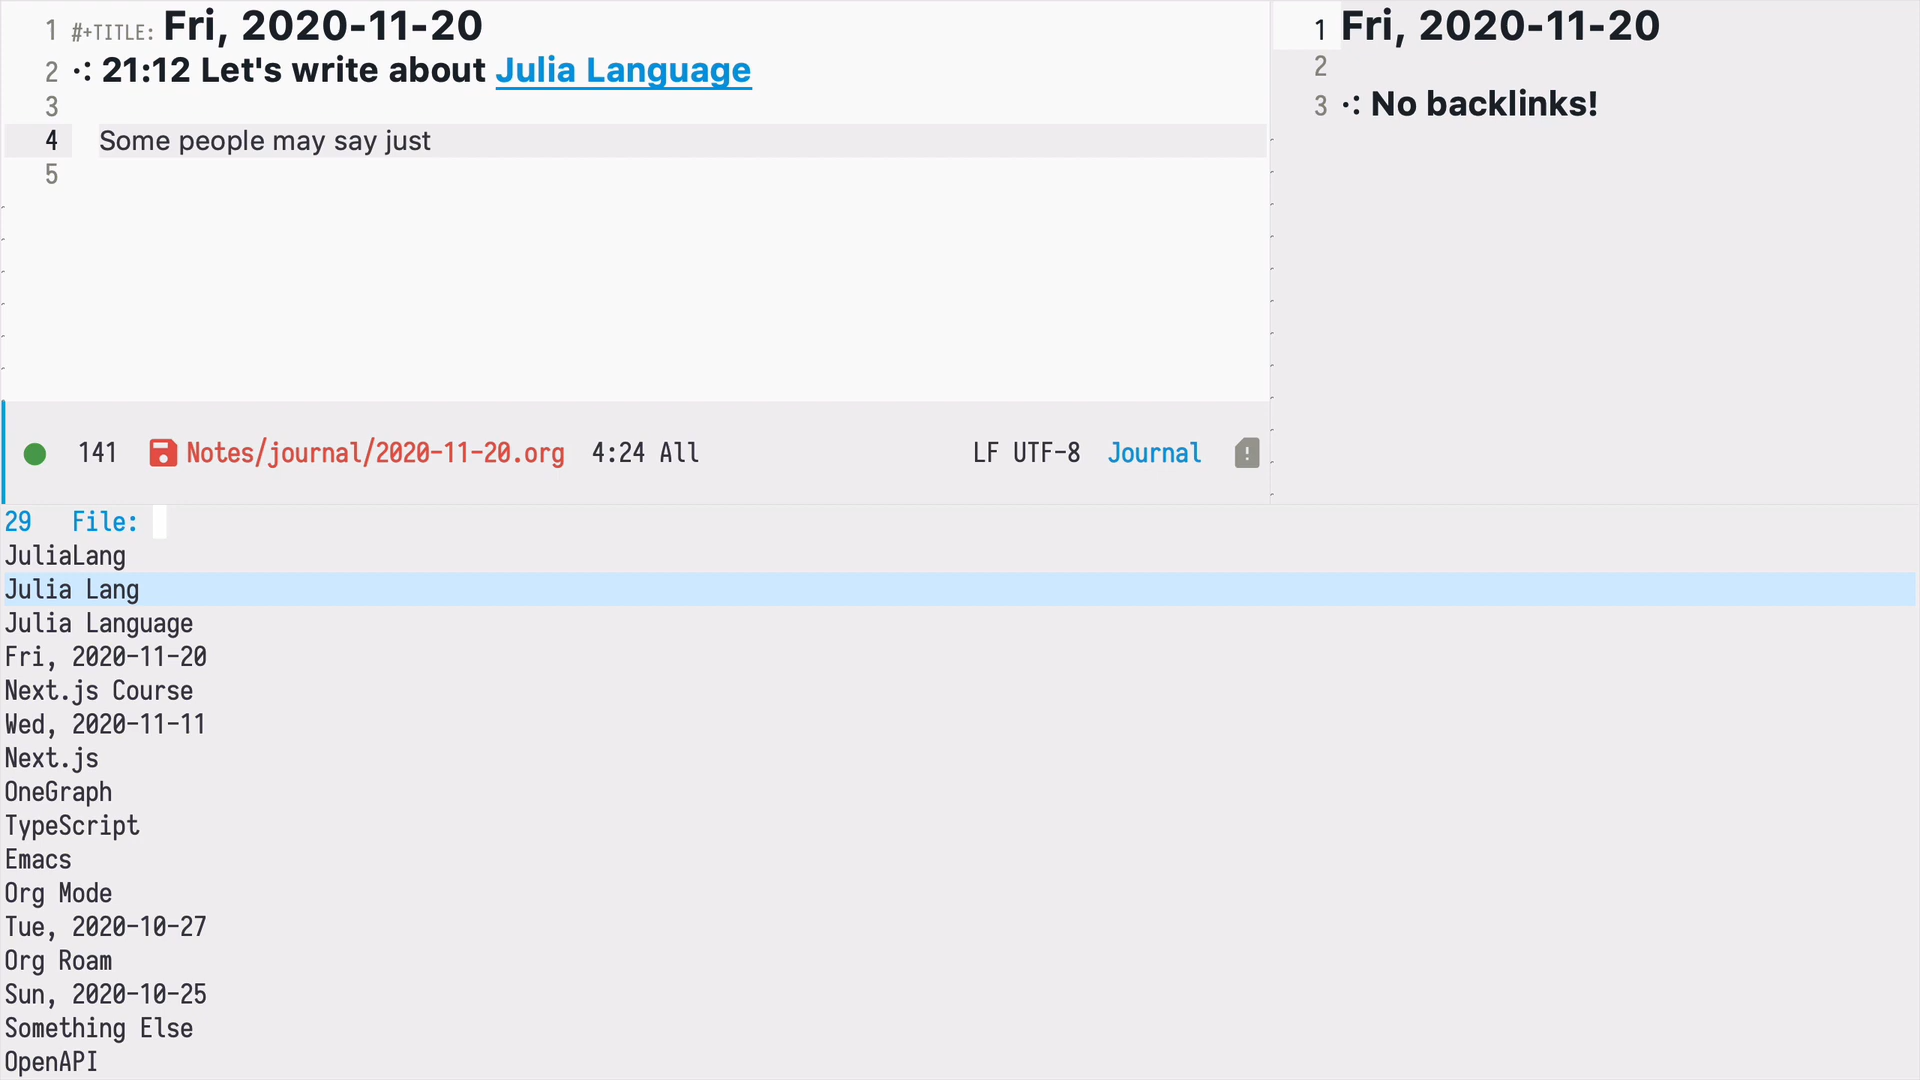 1 #+TITLE: Fri, 2020-11-20
2 ·: 21:12 Let's write about Julia Language
3
4 Some people may say just
5
141 Notes/journal/2020-11-20.org 4:24 All LF UTF-8 Journal !
1 Fri, 2020-11-20
2
3 ·: No backlinks!
29 File:
JuliaLang
Julia Lang
Julia Language
Fri, 2020-11-20
Next.js Course
Wed, 2020-11-11
Next.js
OneGraph
TypeScript
Emacs
Org Mode
Tue, 2020-10-27
Org Roam
Sun, 2020-10-25
Something Else
OpenAPI